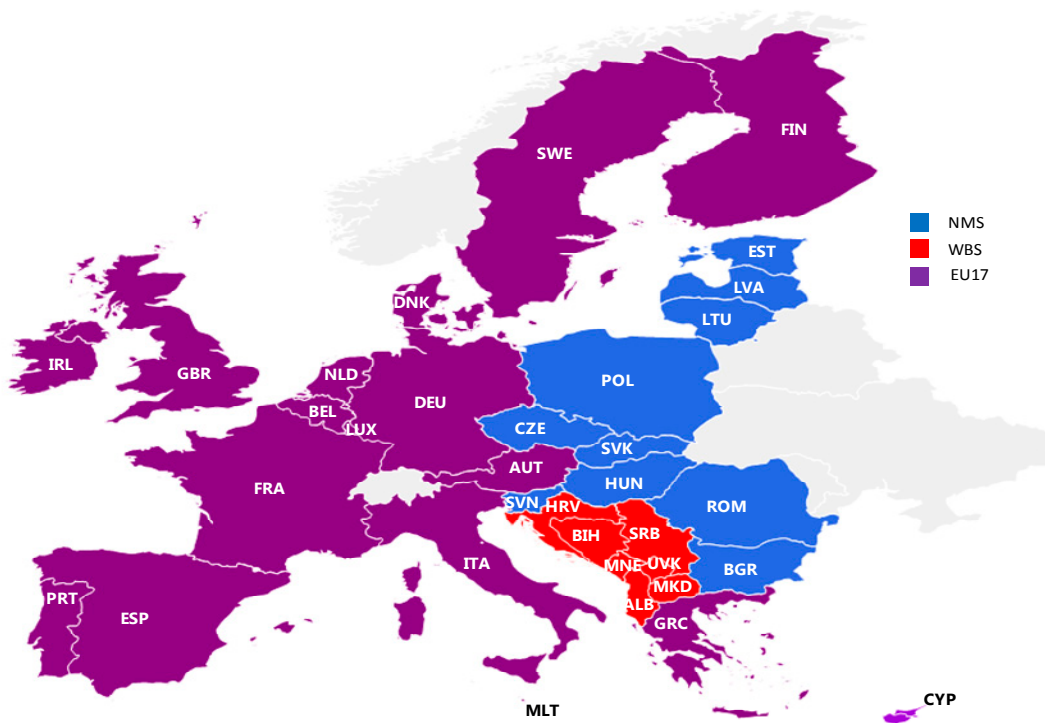 FIN
SWE
NMS
WBS
EU17
EST
LVA
LTU
DNK
IRL
GBR
NLD
BEL
LUX
DEU
POL
CZE
SVK
AUT
HUN
FRA
SVN
HRV
ROM
BIH
SRB
ITA
MNE
UVK
BGR
MKD
PRT
ESP
ALB
GRC
MLT
CYP